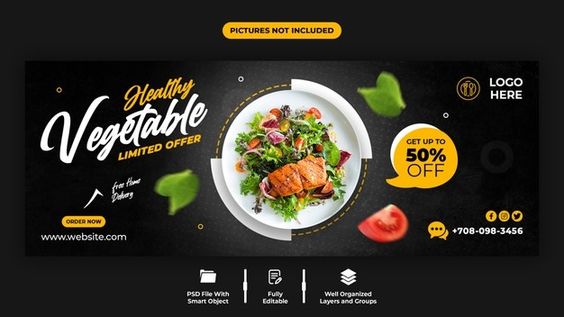 PICTURES NOT INCLUDED
Healthy
Vegetable
LIMITED OFFER
Free Home
Delivery
ORDER NOW
www.website.com
LOGO
HERE
GET UP TO
50%
OFF
+708-098-3456
PSD File With
Smart Object
Fully
Editable
Well Organized
Layers and Groups